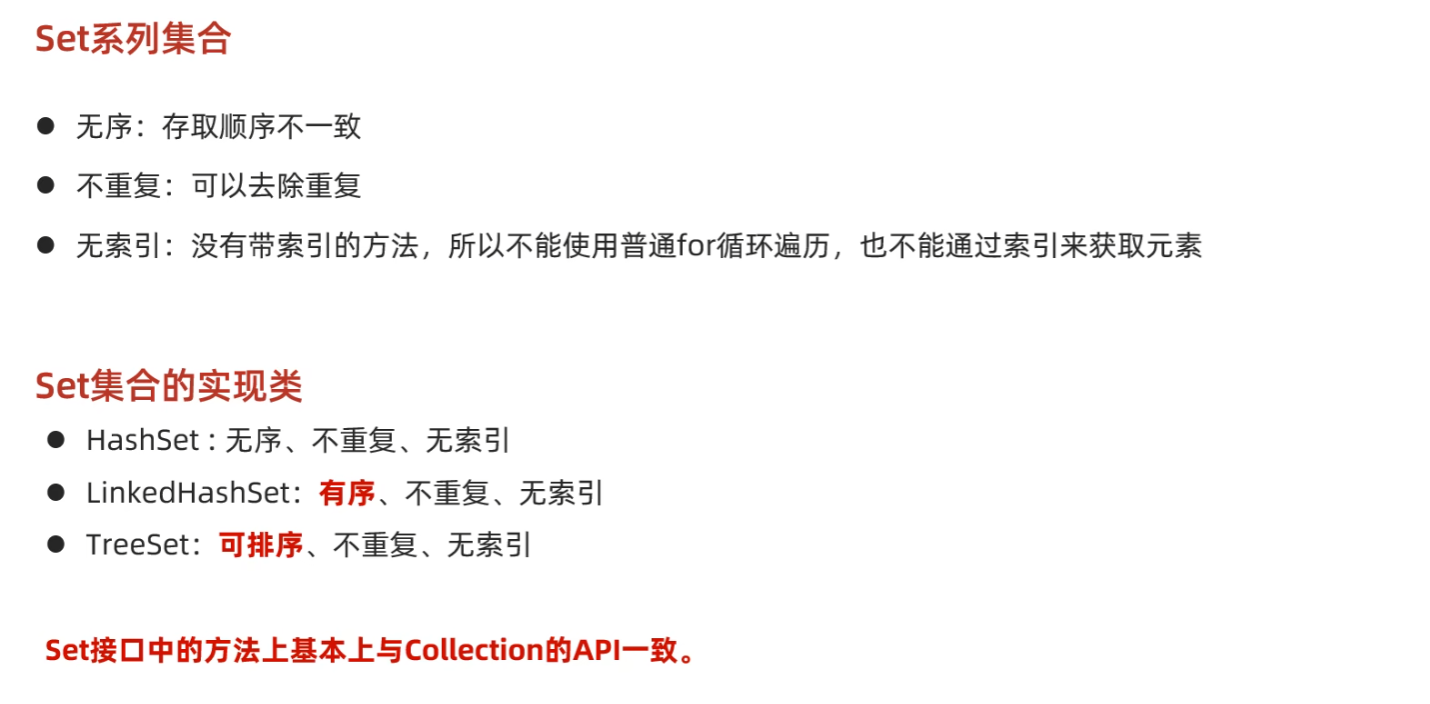 Set系列集合
● 无序：存取顺序不一致
● 不重复：可以去除重复
● 无索引：没有带索引的方法，所以不能使用普通for循环遍历，也不能通过索引来获取元素
Set集合的实现类
● HashSet : 无序、不重复、无索引
● LinkedHashSet：有序、不重复、无索引
● TreeSet：可排序、不重复、无索引
Set接口中的方法上基本上与Collection的API一致。